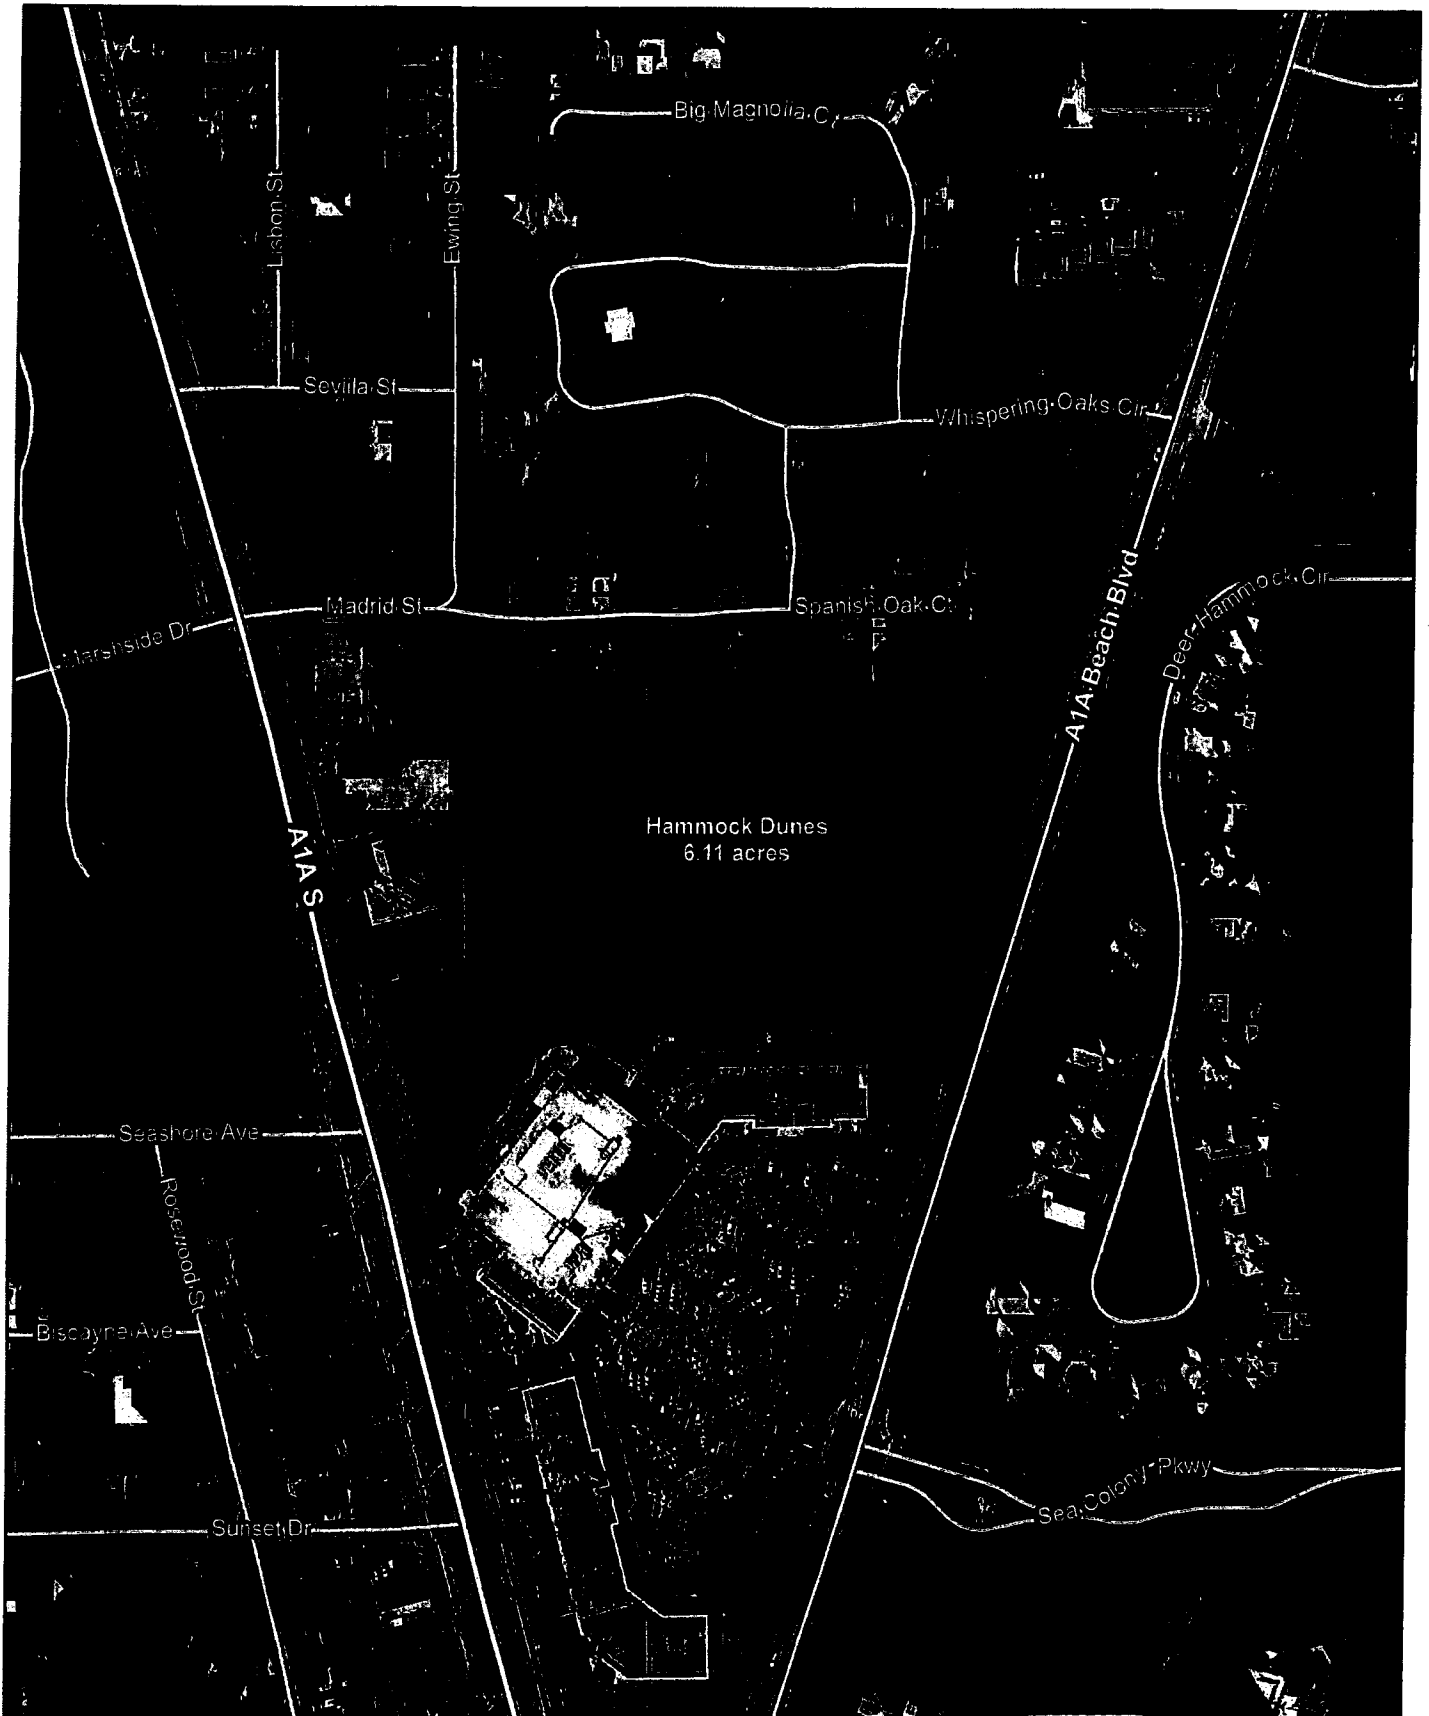 Big Magnolia C
Lisbon St
Ewing St
Sevilla St
Whispering Oaks Cir
Madrid St
Spanish Oak Ct
Marshside Dr
Deer Hammock Cir
A1A Beach Blvd
Hammock Dunes
6.11 acres
A1A S
Seashore Ave
Rosewood St
Biscayne Ave
Sea Colony Pkwy
Sunset Dr